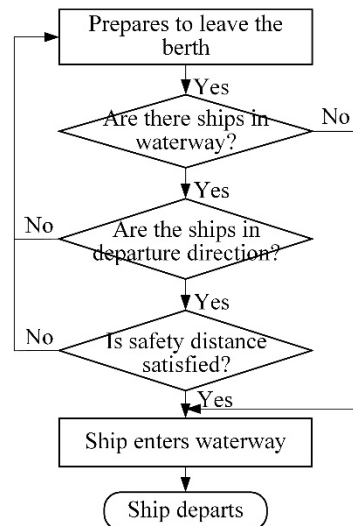 Prepares to leave the
berth
Yes
Are there ships in
waterway?
No
Yes
No
Are the ships in
departure direction?
Yes
No
Is safety distance
satisfied?
Yes
Ship enters waterway
Ship departs